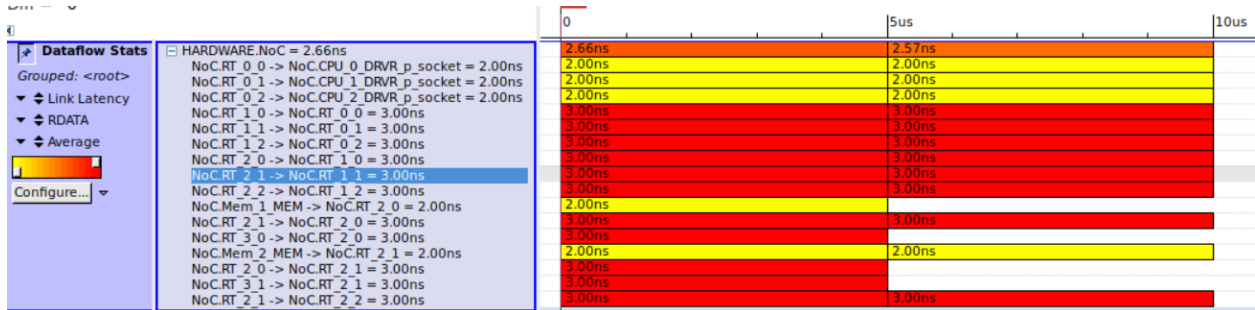 0 5us 10us
Dataflow Stats
Grouped: <root>
Link Latency
RDATA
Average
Configure...
HARDWARE.NoC = 2.66ns 2.66ns 2.57ns
NoC.RT_0_0 -> NoC.CPU_0_DRVR_p_socket = 2.00ns 2.00ns 2.00ns
NoC.RT_0_1 -> NoC.CPU_1_DRVR_p_socket = 2.00ns 2.00ns 2.00ns
NoC.RT_0_2 -> NoC.CPU_2_DRVR_p_socket = 2.00ns 2.00ns 2.00ns
NoC.RT_1_0 -> NoC.RT_0_0 = 3.00ns 3.00ns 3.00ns
NoC.RT_1_1 -> NoC.RT_0_1 = 3.00ns 3.00ns 3.00ns
NoC.RT_1_2 -> NoC.RT_0_2 = 3.00ns 3.00ns 3.00ns
NoC.RT_2_0 -> NoC.RT_1_0 = 3.00ns 3.00ns 3.00ns
NoC.RT_2_1 -> NoC.RT_1_1 = 3.00ns 3.00ns 3.00ns
NoC.RT_2_2 -> NoC.RT_1_2 = 3.00ns 3.00ns 3.00ns
NoC.Mem_1_MEM -> NoC.RT_2_0 = 2.00ns 2.00ns
NoC.RT_2_1 -> NoC.RT_2_0 = 3.00ns 3.00ns 3.00ns
NoC.RT_3_0 -> NoC.RT_2_0 = 3.00ns 3.00ns
NoC.Mem_2_MEM -> NoC.RT_2_1 = 2.00ns 2.00ns 2.00ns
NoC.RT_2_0 -> NoC.RT_2_1 = 3.00ns 3.00ns
NoC.RT_3_1 -> NoC.RT_2_1 = 3.00ns 3.00ns
NoC.RT_2_1 -> NoC.RT_2_2 = 3.00ns 3.00ns 3.00ns